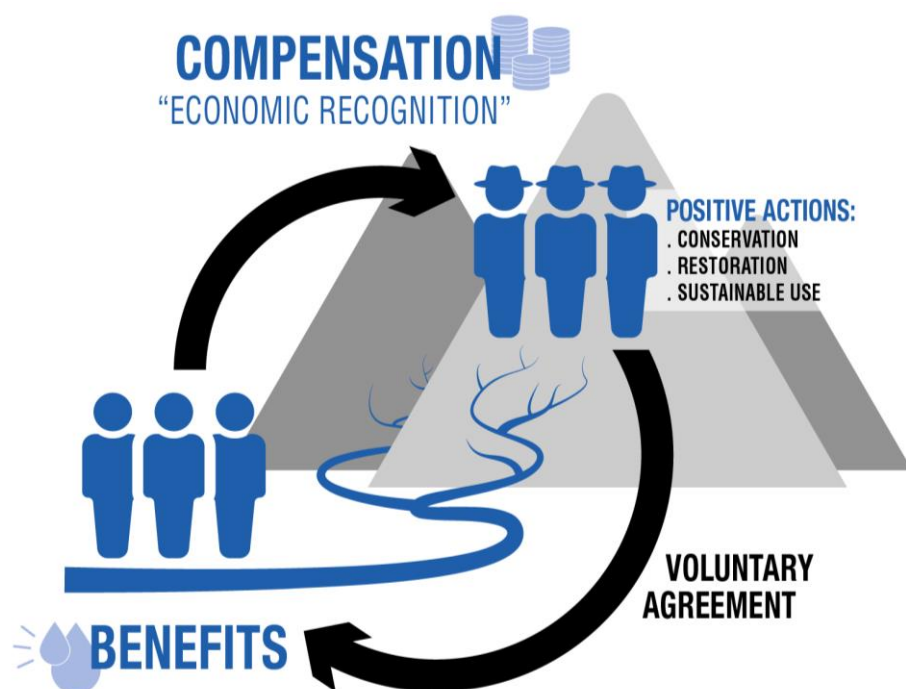 COMPENSATION
“ECONOMIC RECOGNITION”
POSITIVE ACTIONS:
. CONSERVATION
. RESTORATION
. SUSTAINABLE USE
VOLUNTARY
AGREEMENT
BENEFITS